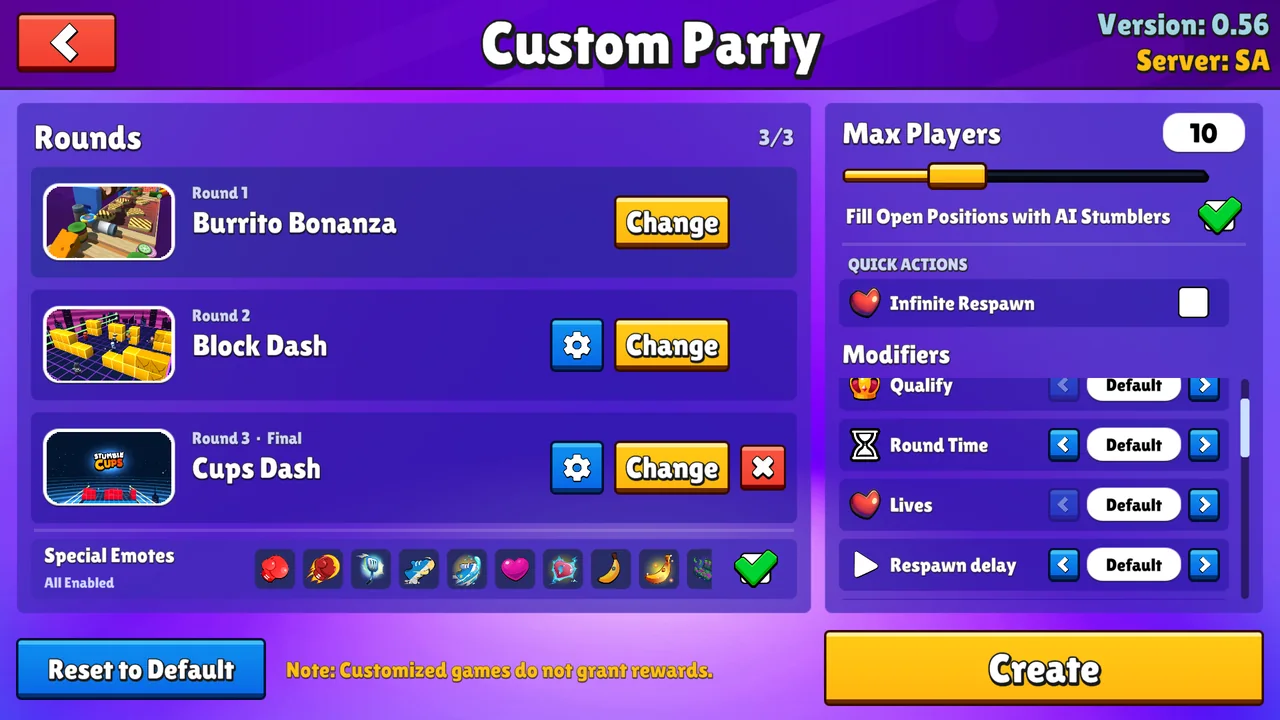 Custom Party
Version: 0.56
Server: SA
Rounds
3/3
Round 1
Burrito Bonanza
Change
Round 2
Block Dash
Change
STUMBLE
CUPS
Round 3 · Final
Cups Dash
Change
Special Emotes
All Enabled
Max Players
10
Fill Open Positions with AI Stumblers
QUICK ACTIONS
Infinite Respawn
Modifiers
Qualify
Default
Round Time
Default
Lives
Default
Respawn delay
Default
Reset to Default
Note: Customized games do not grant rewards.
Create